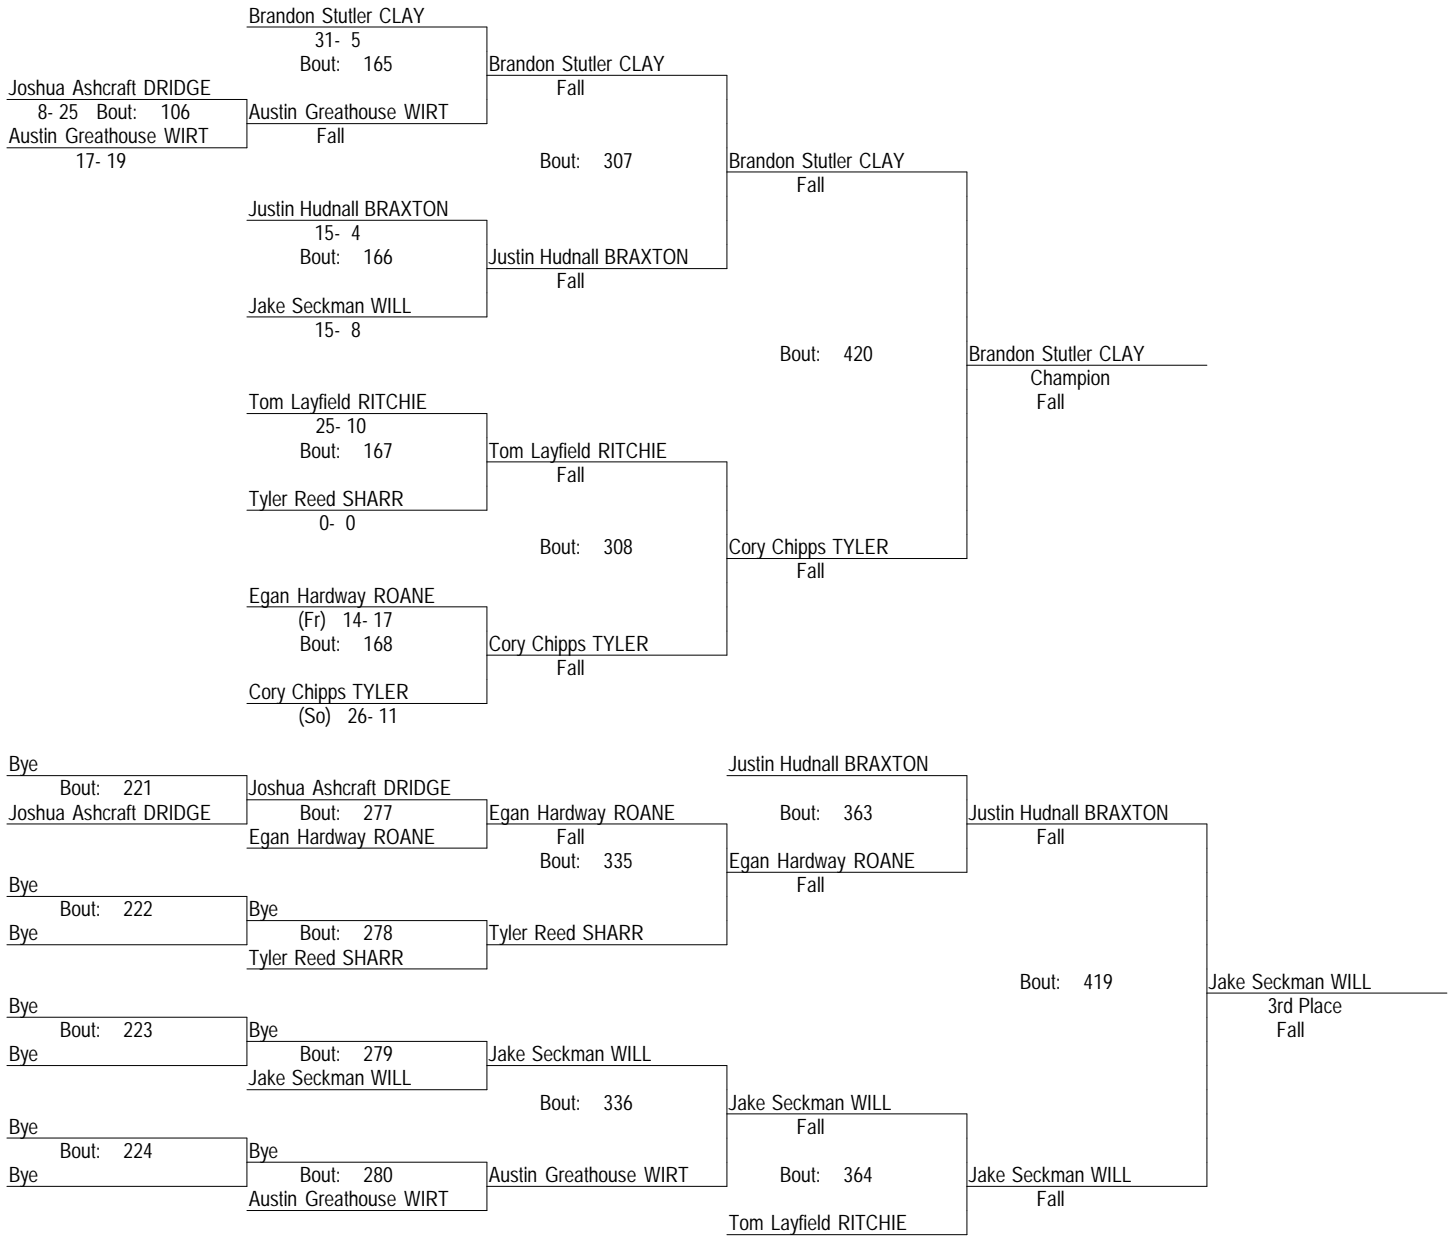 Brandon Stutler CLAY
31- 5
Bout: 165
Brandon Stutler CLAY
Fall
Joshua Ashcraft DRIDGE
8- 25 Bout: 106
Austin Greathouse WIRT
17- 19
Austin Greathouse WIRT
Fall
Bout: 307
Brandon Stutler CLAY
Fall
Justin Hudnall BRAXTON
15- 4
Bout: 166
Justin Hudnall BRAXTON
Fall
Jake Seckman WILL
15- 8
Bout: 420
Brandon Stutler CLAY
Champion
Fall
Tom Layfield RITCHIE
25- 10
Bout: 167
Tom Layfield RITCHIE
Fall
Tyler Reed SHARR
0- 0
Bout: 308
Cory Chipps TYLER
Fall
Egan Hardway ROANE
(Fr) 14- 17
Bout: 168
Cory Chipps TYLER
Fall
Cory Chipps TYLER
(So) 26- 11
Bye
Bout: 221
Joshua Ashcraft DRIDGE
Joshua Ashcraft DRIDGE
Bout: 277
Egan Hardway ROANE
Egan Hardway ROANE
Fall
Bout: 335
Justin Hudnall BRAXTON
Bout: 363
Egan Hardway ROANE
Fall
Justin Hudnall BRAXTON
Fall
Bye
Bout: 222
Bye
Bye
Bout: 278
Tyler Reed SHARR
Tyler Reed SHARR
Bout: 419
Jake Seckman WILL
3rd Place
Fall
Bye
Bout: 223
Bye
Bye
Bout: 279
Jake Seckman WILL
Jake Seckman WILL
Bout: 336
Jake Seckman WILL
Fall
Bye
Bout: 224
Bye
Bye
Bout: 280
Austin Greathouse WIRT
Austin Greathouse WIRT
Bout: 364
Jake Seckman WILL
Fall
Tom Layfield RITCHIE